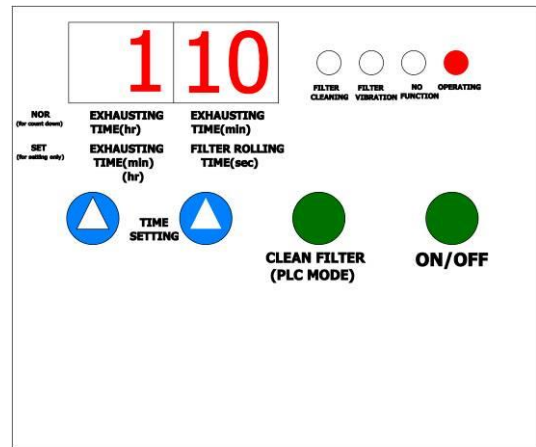 1 10
FILTER CLEANING
FILTER VIBRATION
NO FUNCTION
OPERATING
NOR
(for count down)
EXHAUSTING
TIME(hr)
EXHAUSTING
TIME(min)
SET
(for setting only)
EXHAUSTING
TIME(min)
(hr)
FILTER ROLLING
TIME(sec)
TIME
SETTING
CLEAN FILTER
(PLC MODE)
ON/OFF